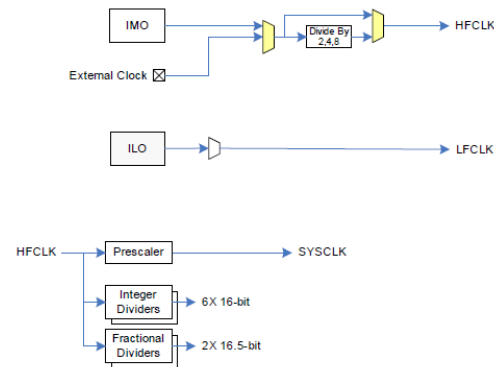 IMO
Divide By
2,4,8
HFCLK
External Clock
ILO
LFCLK
HFCLK
Prescaler
SYSCLK
Integer
Dividers
6X 16-bit
Fractional
Dividers
2X 16.5-bit